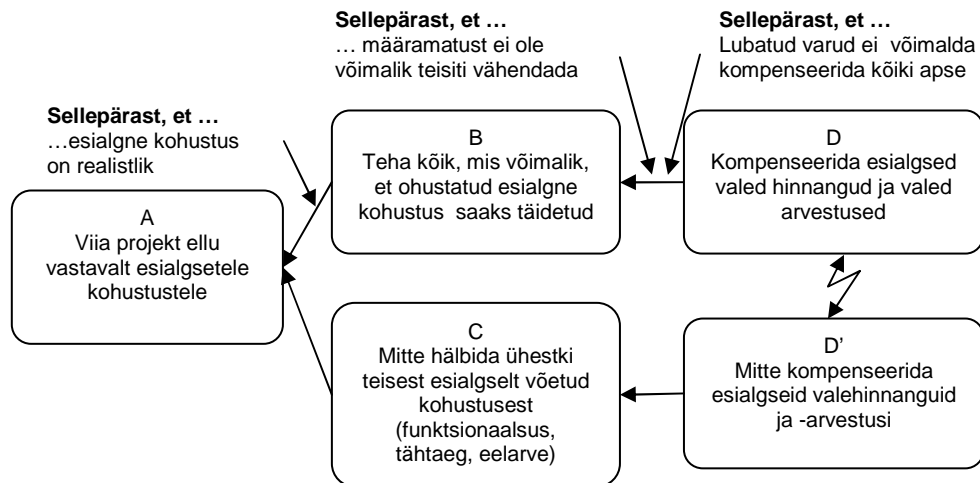 Sellepärast, et …
… määramatust ei ole
võimalik teisiti vähendada
Sellepärast, et …
Lubatud varud ei võimalda
kompenseerida kõiki apse
Sellepärast, et …
…esialgne kohustus
on realistlik
B
Teha kõik, mis võimalik,
et ohustatud esialgne
kohustus saaks täidetud
D
Kompenseerida esialgsed
valed hinnangud ja valed
arvestused
A
Viia projekt ellu
vastavalt esialgsetele
kohustustele
C
Mitte hälbida ühestki
teisest esialgselt võetud
kohustusest
(funktsionaalsus,
tähtaeg, eelarve)
D’
Mitte kompenseerida
esialgseid valehinnanguid
ja -arvestusi